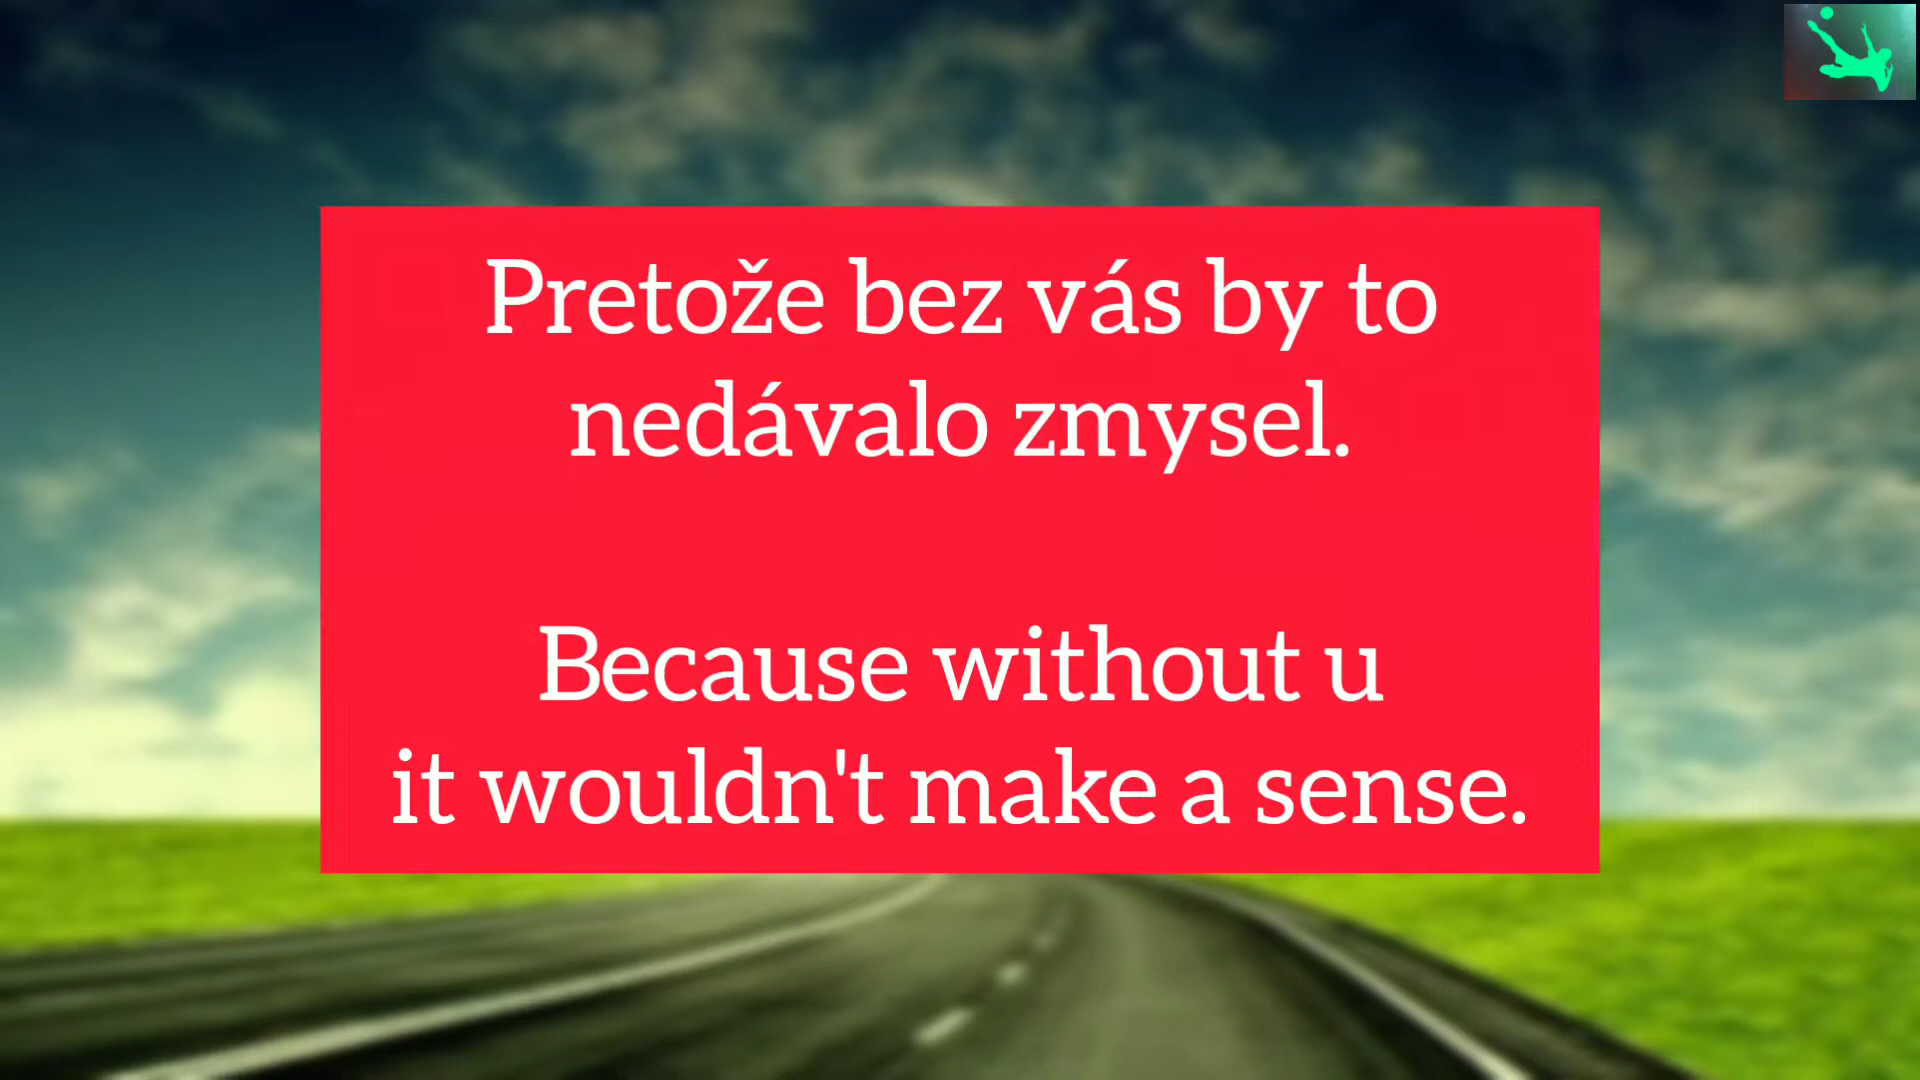 Pretože bez vás by to
nedávalo zmysel.
Because without u
it wouldn't make a sense.